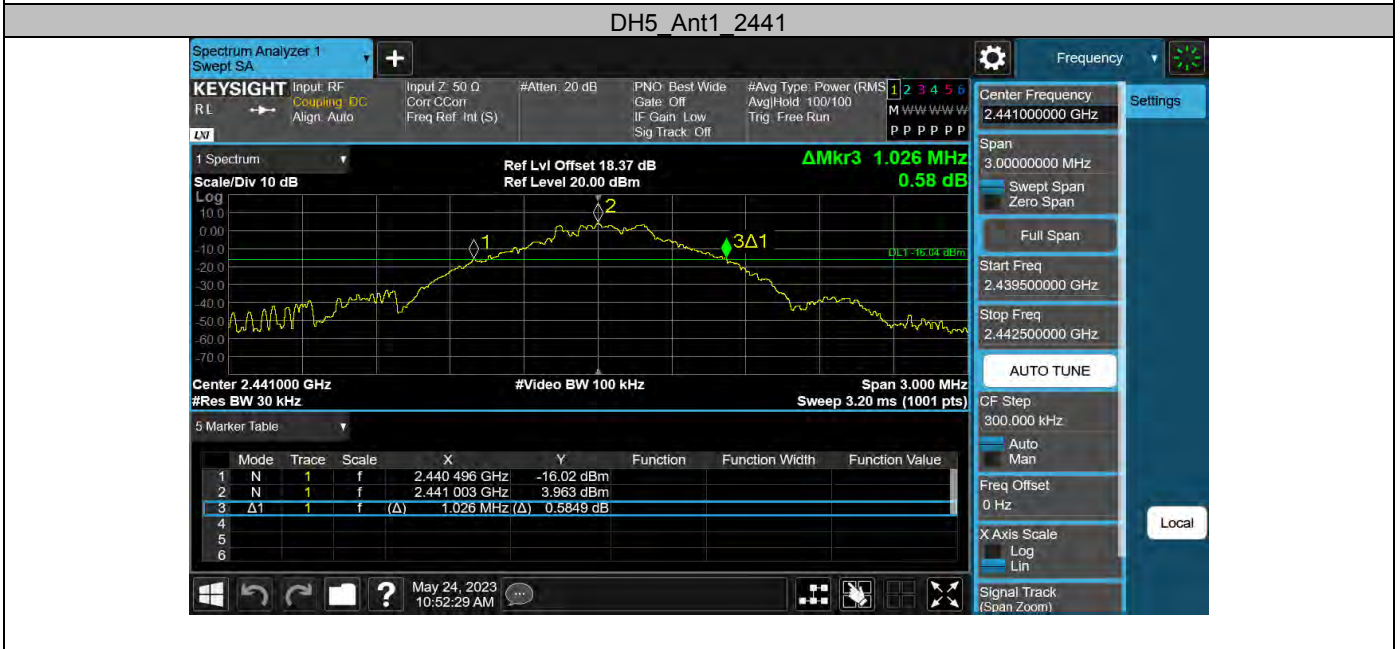 DH5_Ant1_2441
Spectrum Analyzer 1
Swept SA
Frequency
KEYSIGHT
RL
LXI
Input: RF
Coupling: DC
Align: Auto
Input Z: 50 Ω
Corr CCorr
Freq Ref: Int (S)
#Atten: 20 dB
PNO: Best Wide
Gate: Off
IF Gain: Low
Sig Track: Off
#Avg Type: Power (RMS
Avg|Hold: 100/100
Trig: Free Run
1 2 3 4 5 6
M W W W W W
P P P P P P
1 Spectrum
Scale/Div 10 dB
Ref Lvl Offset 18.37 dB
Ref Level 20.00 dBm
ΔMkr3 1.026 MHz
0.58 dB
Log
10.0
0.00
-10.0
-20.0
-30.0
-40.0
-50.0
-60.0
-70.0
1
2
3Δ1
DL1 -16.04 dBm
Center 2.441000 GHz
#Video BW 100 kHz
Span 3.000 MHz
#Res BW 30 kHz
Sweep 3.20 ms (1001 pts)
5 Marker Table
Mode Trace Scale X Y Function Function Width Function Value
1 N 1 f 2.440 496 GHz -16.02 dBm
2 N 1 f 2.441 003 GHz 3.963 dBm
3 Δ1 1 f (Δ) 1.026 MHz (Δ) 0.5849 dB
4
5
6
May 24, 2023
10:52:29 AM
Center Frequency
2.441000000 GHz
Span
3.00000000 MHz
Swept Span
Zero Span
Full Span
Start Freq
2.439500000 GHz
Stop Freq
2.442500000 GHz
AUTO TUNE
CF Step
300.000 kHz
Auto
Man
Freq Offset
0 Hz
X Axis Scale
Log
Lin
Signal Track
(Span Zoom)
Settings
Local